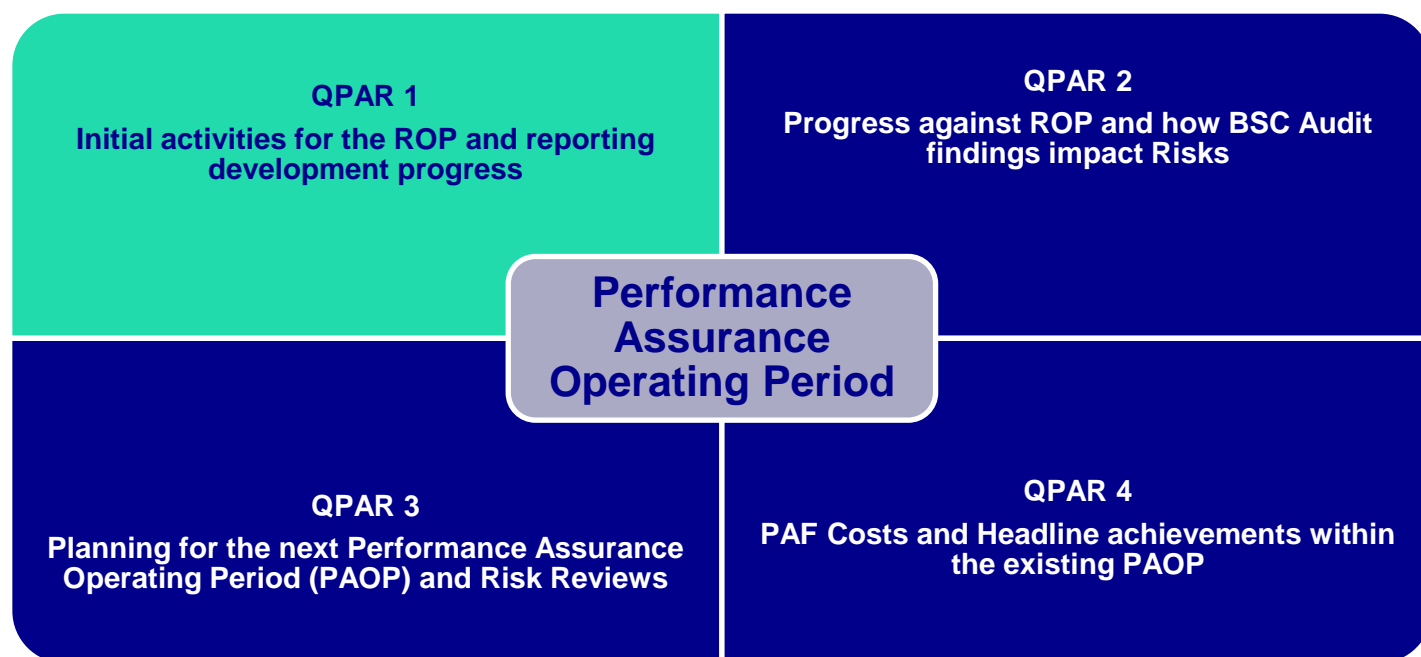 QPAR 1
Initial activities for the ROP and reporting
development progress
QPAR 2
Progress against ROP and how BSC Audit
findings impact Risks
Performance
Assurance
Operating Period
QPAR 3
Planning for the next Performance Assurance
Operating Period (PAOP) and Risk Reviews
QPAR 4
PAF Costs and Headline achievements within
the existing PAOP